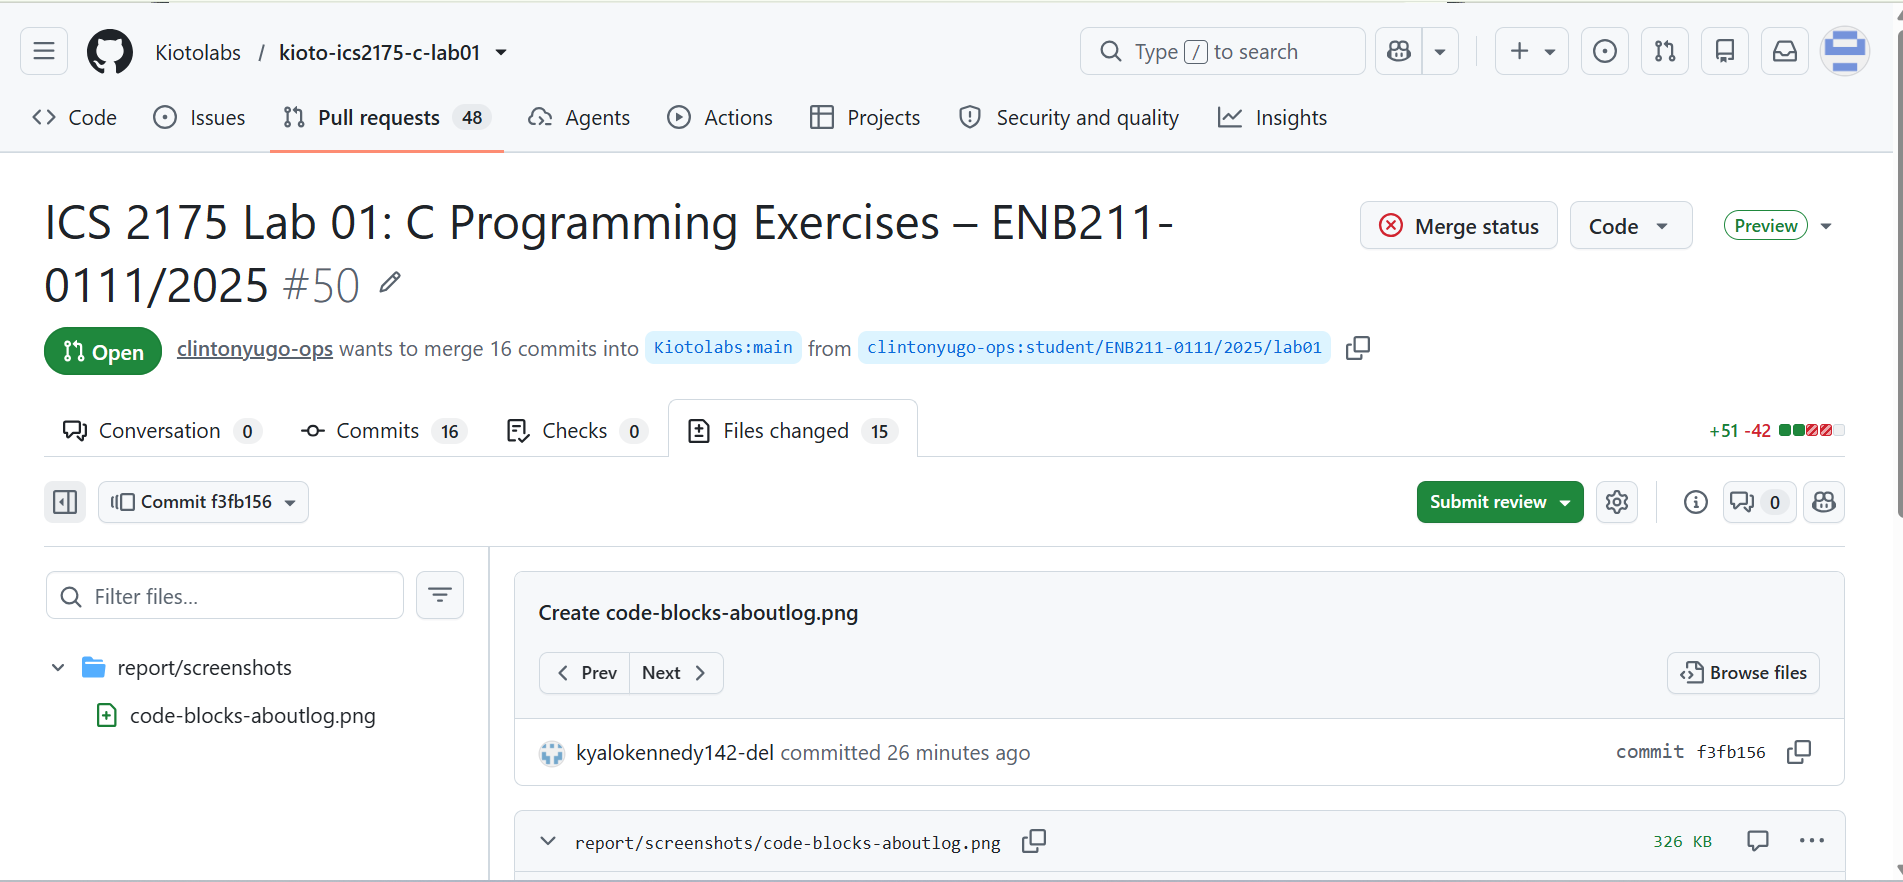 Kiotolabs / kioto-ics2175-c-lab01
Type / to search
Code
Issues
Pull requests 48
Agents
Actions
Projects
Security and quality
Insights
ICS 2175 Lab 01: C Programming Exercises – ENB211-
0111/2025 #50
Merge status
Code
Preview
Open
clintonyugo-ops wants to merge 16 commits into Kiotolabs:main from clintonyugo-ops:student/ENB211-0111/2025/lab01
Conversation 0
Commits 16
Checks 0
Files changed 15
+51 -42
Commit f3fb156
Submit review
0
Filter files...
report/screenshots
code-blocks-aboutlog.png
Create code-blocks-aboutlog.png
Prev
Next
Browse files
kyalokennedy142-del committed 26 minutes ago
commit f3fb156
report/screenshots/code-blocks-aboutlog.png
326 KB